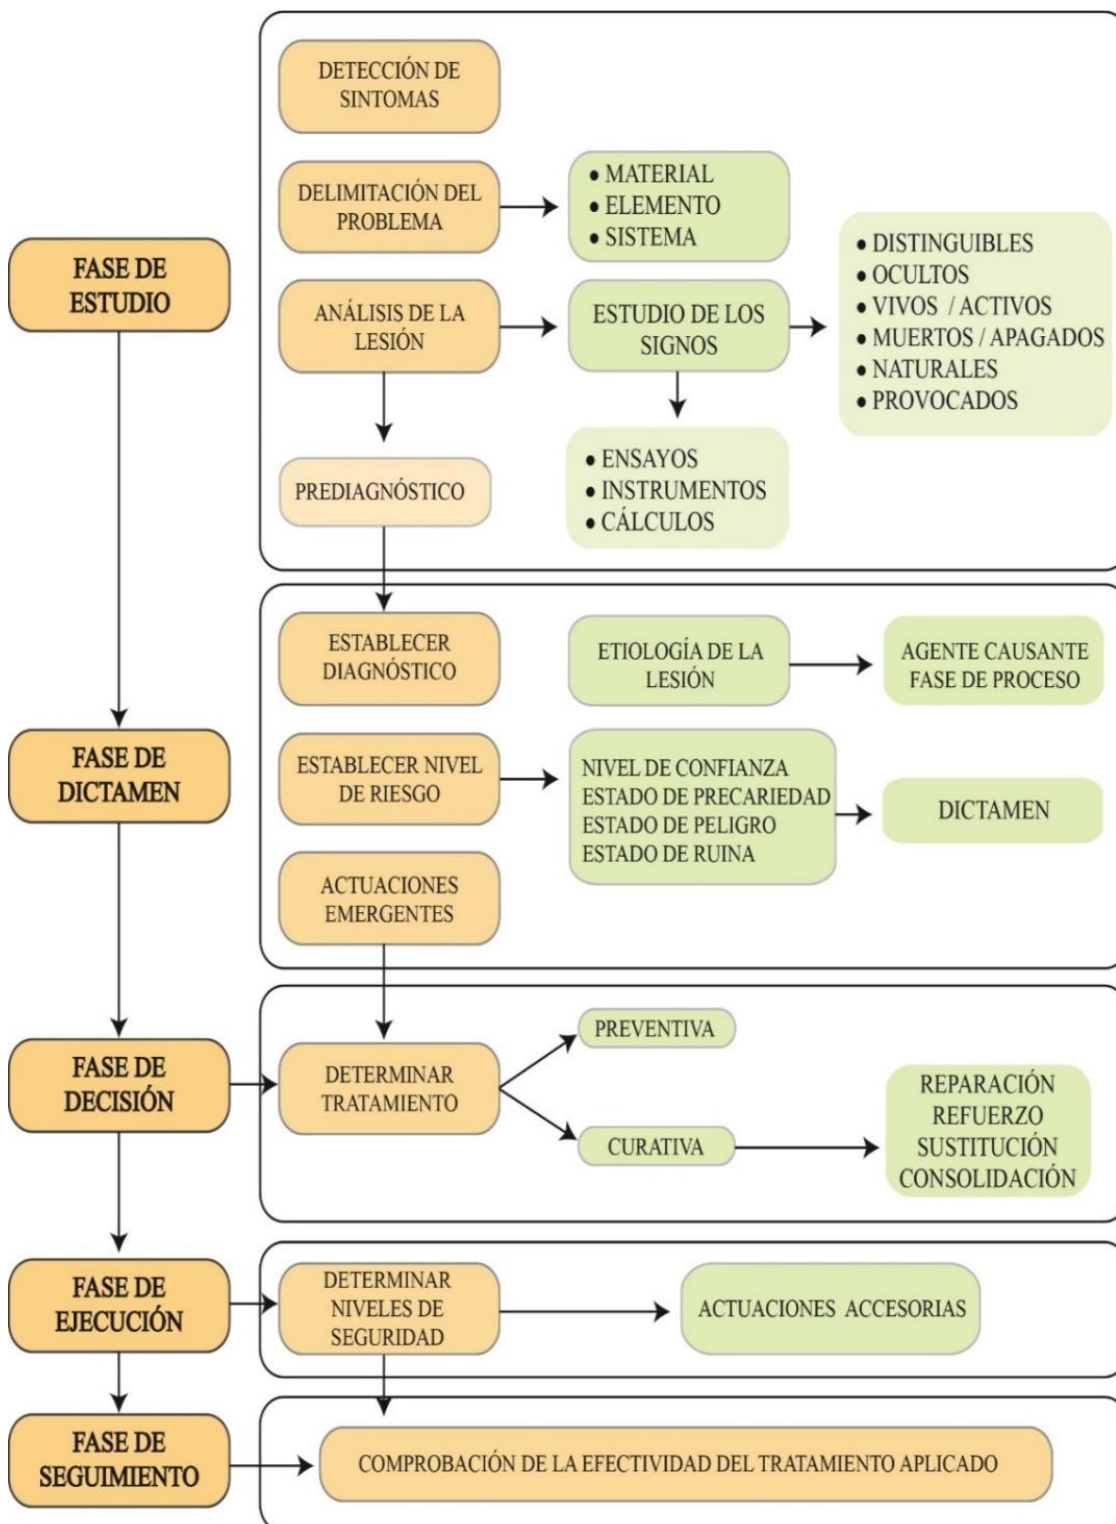 DETECCIÓN DE
SINTOMAS
DELIMITACIÓN DEL
PROBLEMA
• MATERIAL
• ELEMENTO
• SISTEMA
FASE DE
ESTUDIO
ANÁLISIS DE LA
LESIÓN
ESTUDIO DE LOS
SIGNOS
• DISTINGUIBLES
• OCULTOS
• VIVOS / ACTIVOS
• MUERTOS / APAGADOS
• NATURALES
• PROVOCADOS
PREDIAGNÓSTICO
• ENSAYOS
• INSTRUMENTOS
• CÁLCULOS
ESTABLECER
DIAGNÓSTICO
ETIOLOGÍA DE LA
LESIÓN
AGENTE CAUSANTE
FASE DE PROCESO
FASE DE
DICTAMEN
ESTABLECER NIVEL
DE RIESGO
NIVEL DE CONFIANZA
ESTADO DE PRECARIEDAD
ESTADO DE PELIGRO
ESTADO DE RUINA
DICTAMEN
ACTUACIONES
EMERGENTES
FASE DE
DECISIÓN
DETERMINAR
TRATAMIENTO
PREVENTIVA
CURATIVA
REPARACIÓN
REFUERZO
SUSTITUCIÓN
CONSOLIDACIÓN
FASE DE
EJECUCIÓN
DETERMINAR
NIVELES DE
SEGURIDAD
ACTUACIONES ACCESORIAS
FASE DE
SEGUIMIENTO
COMPROBACIÓN DE LA EFECTIVIDAD DEL TRATAMIENTO APLICADO